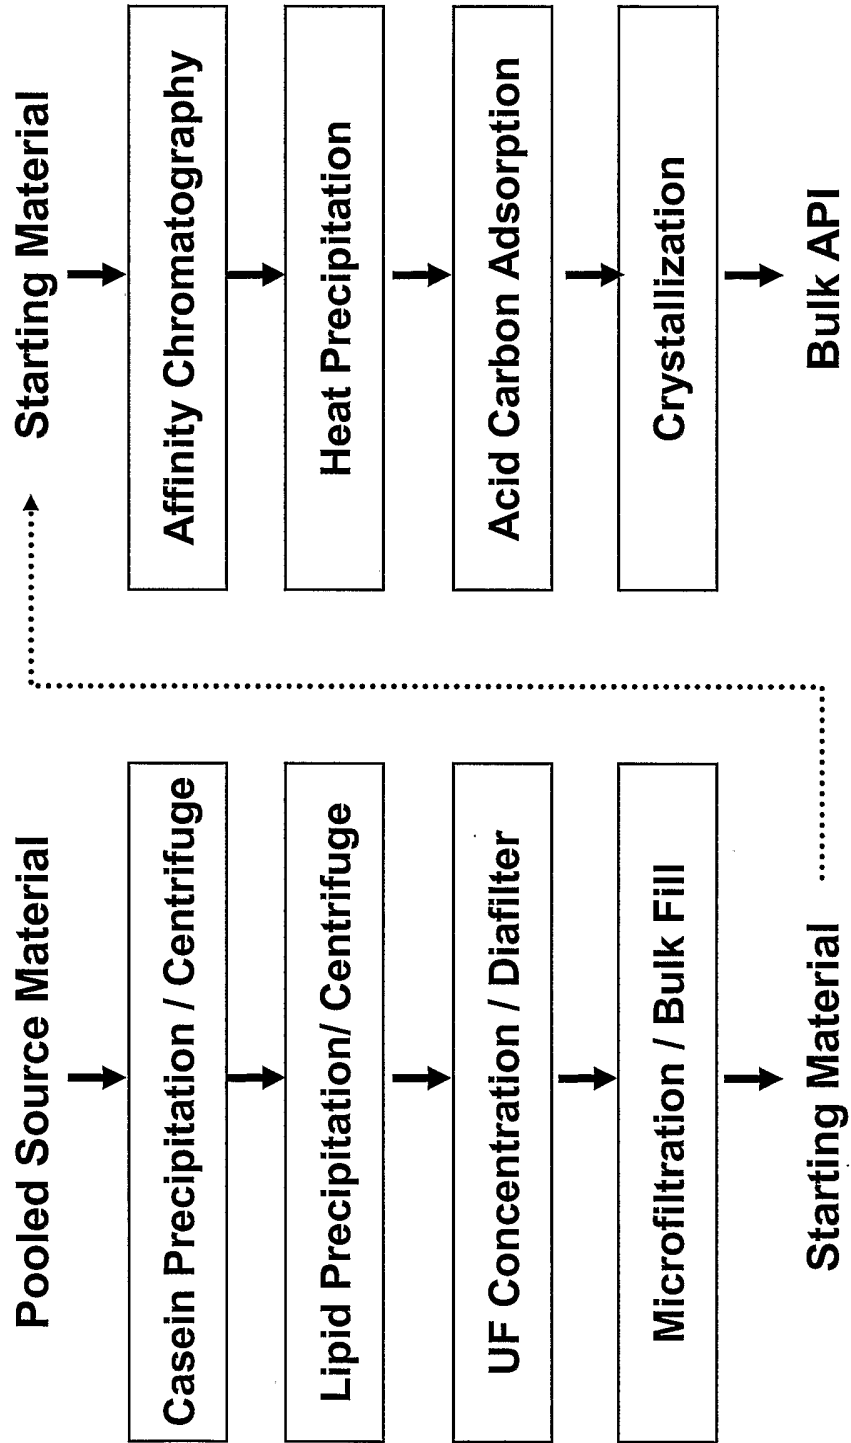 Pooled Source Material
Casein Precipitation / Centrifuge
Lipid Precipitation/ Centrifuge
UF Concentration / Diafilter
Microfiltration / Bulk Fill
Starting Material
Starting Material
Affinity Chromatography
Heat Precipitation
Acid Carbon Adsorption
Crystallization
Bulk API